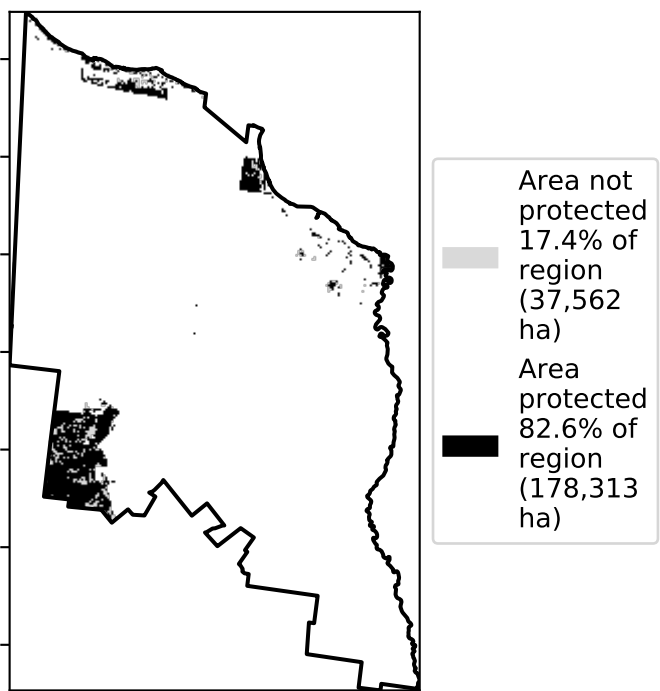 Area not
protected
17.4% of
region
(37,562
ha)
Area
protected
82.6% of
region
(178,313
ha)